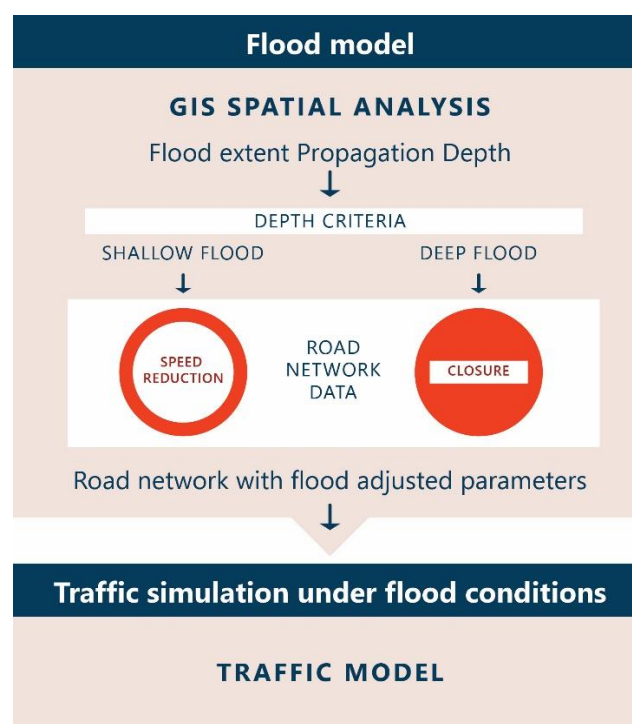 Flood model
GIS SPATIAL ANALYSIS
Flood extent Propagation Depth
DEPTH CRITERIA
SHALLOW FLOOD
DEEP FLOOD
SPEED
REDUCTION
ROAD
NETWORK
DATA
CLOSURE
Road network with flood adjusted parameters
Traffic simulation under flood conditions
TRAFFIC MODEL